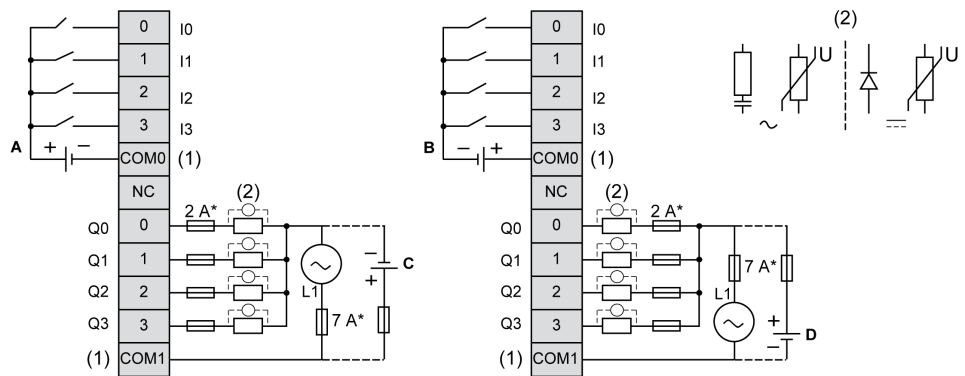 0 I0
1 I1
2 I2
3 I3
A + − COM0 (1)
NC
(2)
2 A*
Q0 0
Q1 1
Q2 2
Q3 3
(1) COM1
L1
7 A*
− C
+
0 I0
1 I1
2 I2
3 I3
B − + COM0 (1)
NC
(2)
2 A*
Q0 0
Q1 1
Q2 2
Q3 3
(1) COM1
7 A*
L1
+
− D
(2)
U U